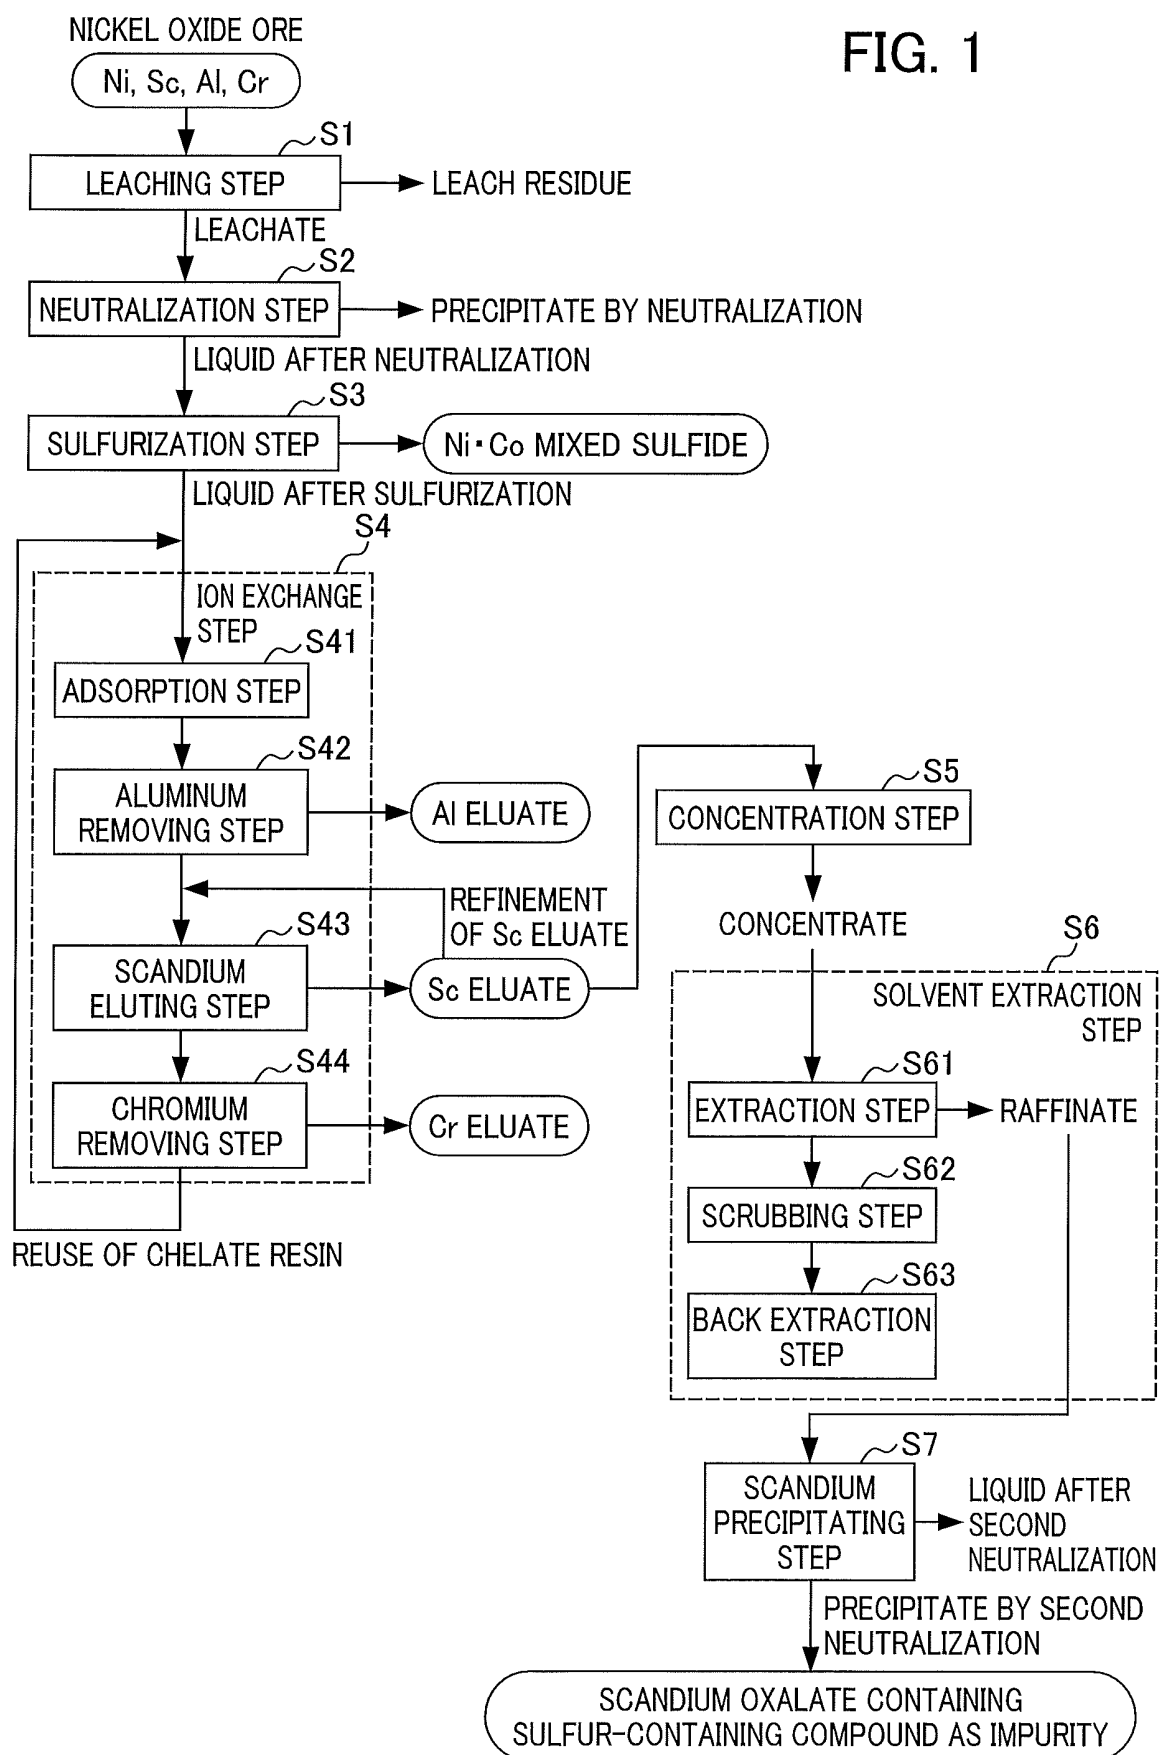 FIG. 1
NICKEL OXIDE ORE
Ni, Sc, Al, Cr
S1
LEACHING STEP
LEACH RESIDUE
LEACHATE
S2
NEUTRALIZATION STEP
PRECIPITATE BY NEUTRALIZATION
LIQUID AFTER NEUTRALIZATION
S3
SULFURIZATION STEP
Ni・Co MIXED SULFIDE
LIQUID AFTER SULFURIZATION
S4
ION EXCHANGE
STEP
S41
ADSORPTION STEP
S42
ALUMINUM
REMOVING STEP
Al ELUATE
REFINEMENT
OF Sc ELUATE
S43
SCANDIUM
ELUTING STEP
Sc ELUATE
S44
CHROMIUM
REMOVING STEP
Cr ELUATE
REUSE OF CHELATE RESIN
S5
CONCENTRATION STEP
CONCENTRATE
S6
SOLVENT EXTRACTION
STEP
S61
EXTRACTION STEP
RAFFINATE
S62
SCRUBBING STEP
S63
BACK EXTRACTION
STEP
S7
SCANDIUM
PRECIPITATING
STEP
LIQUID AFTER
SECOND
NEUTRALIZATION
PRECIPITATE BY SECOND
NEUTRALIZATION
SCANDIUM OXALATE CONTAINING
SULFUR-CONTAINING COMPOUND AS IMPURITY